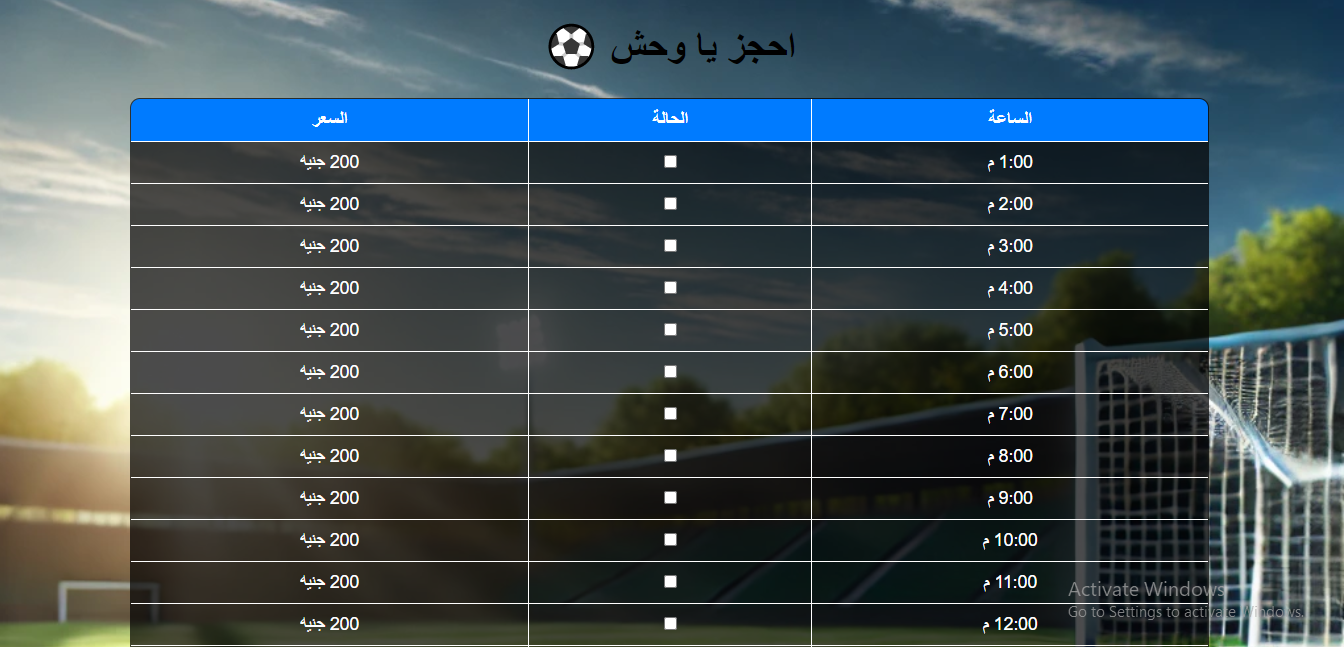 احجز يا وحش
الساعة الحالة السعر
1:00 م 200 جنيه
2:00 م 200 جنيه
3:00 م 200 جنيه
4:00 م 200 جنيه
5:00 م 200 جنيه
6:00 م 200 جنيه
7:00 م 200 جنيه
8:00 م 200 جنيه
9:00 م 200 جنيه
10:00 م 200 جنيه
11:00 م 200 جنيه
12:00 م 200 جنيه
Activate Windows
Go to Settings to activate Windows.